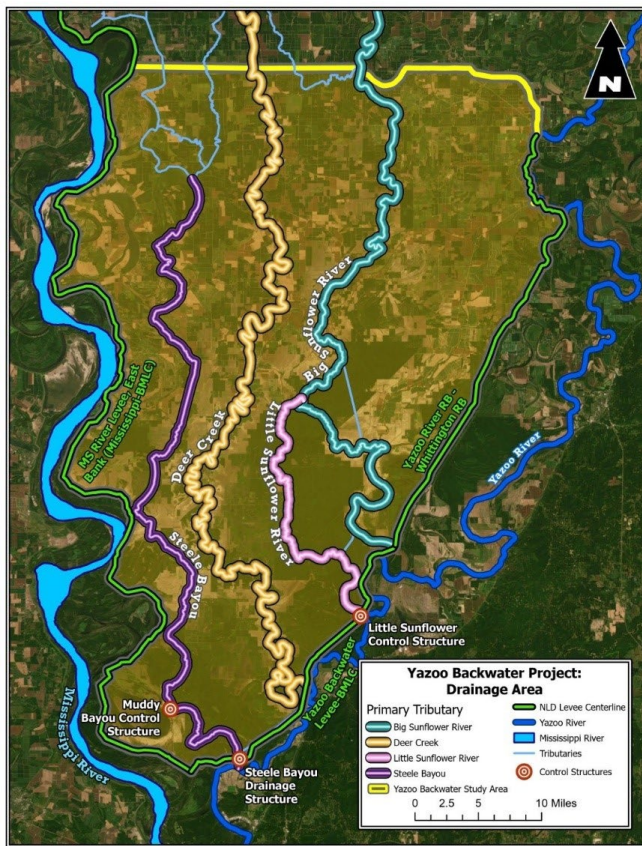 N
Big Sunflower River
MS River Levee, East
Bank (Mississippi-BMLC)
Deer Creek
Little Sunflower River
Yazoo River RB -
Whittington RB
Yazoo River
Steele Bayou
Little Sunflower
Control Structure
Yazoo Backwater
Levee-BMLC
Mississippi River
Muddy
Bayou Control
Structure
Steele Bayou
Drainage
Structure
Yazoo Backwater Project:
Drainage Area
Primary Tributary
Big Sunflower River
Deer Creek
Little Sunflower River
Steele Bayou
Yazoo Backwater Study Area
NLD Levee Centerline
Yazoo River
Mississippi River
Tributaries
Control Structures
0 2.5 5 10 Miles